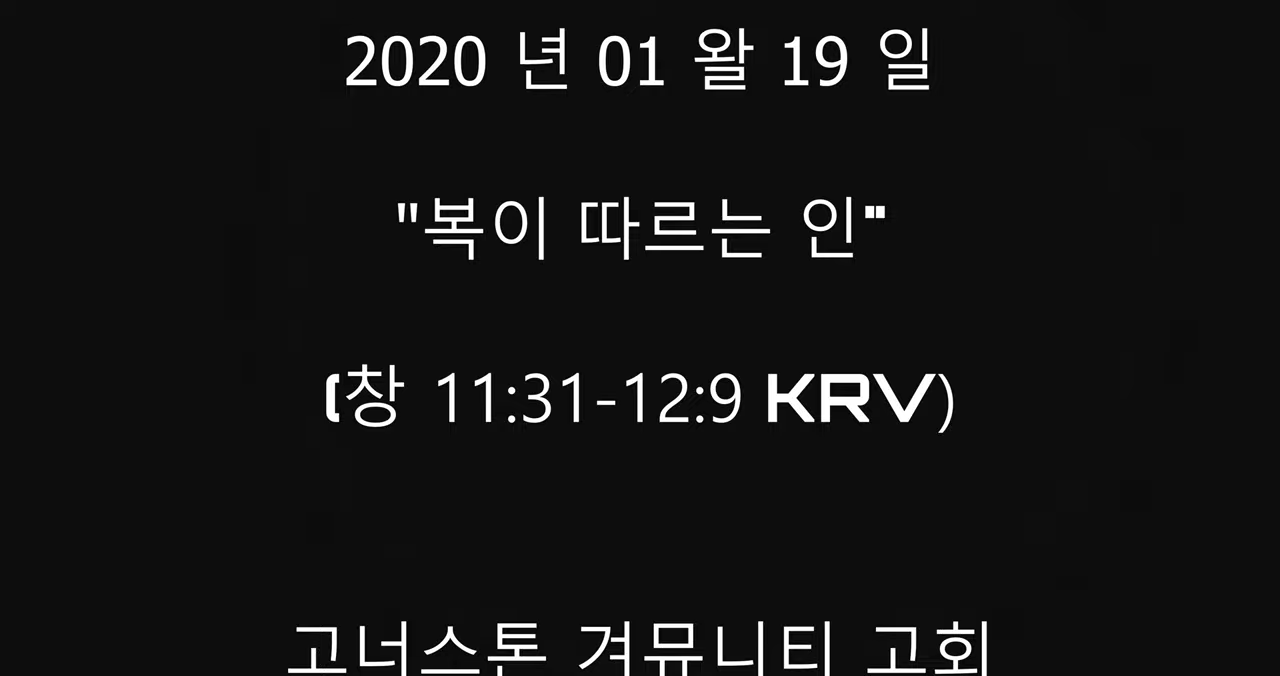 2020 년 01 왈 19 일
"복이 따르는 인"
(창 11:31-12:9 KRV)
고너스톤 겨뮤니티 고회